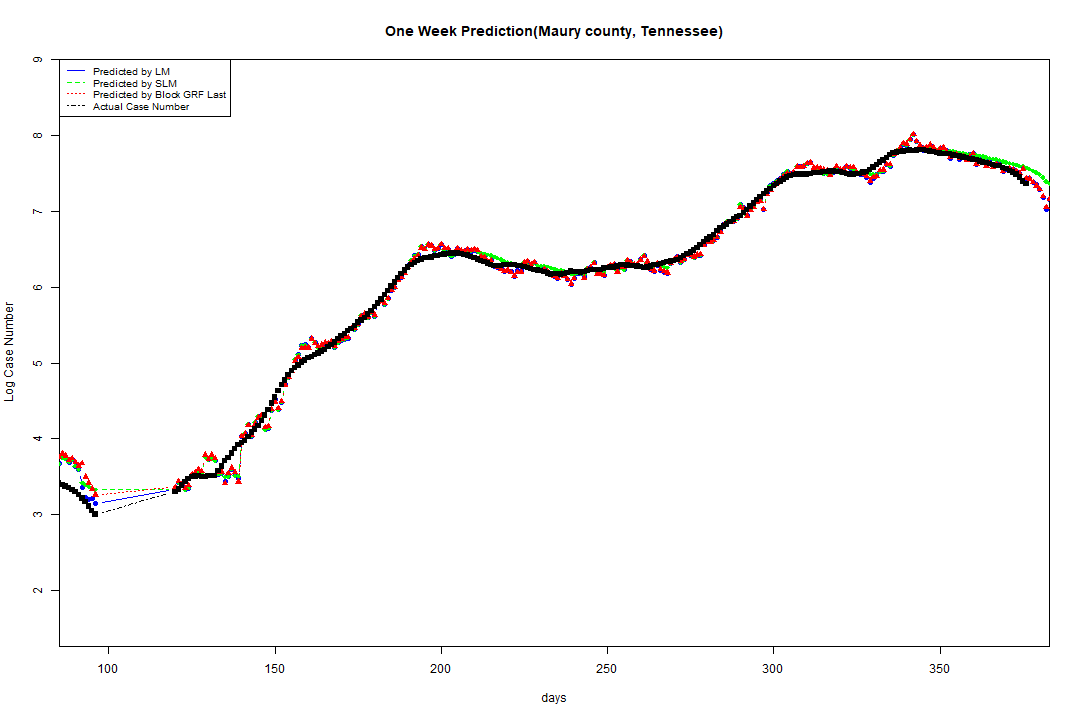 One Week Prediction(Maury county, Tennessee)
Predicted by LM
Predicted by SLM
Predicted by Block GRF Last
Actual Case Number
Log Case Number
9
8
7
6
5
4
3
2
100 150 200 250 300 350
days